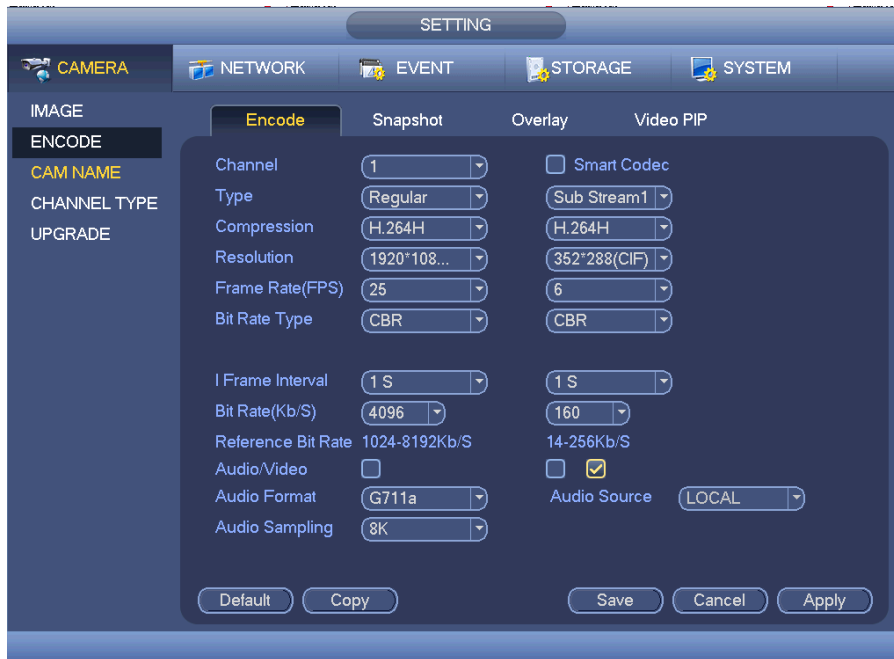 SETTING
CAMERA NETWORK EVENT STORAGE SYSTEM
IMAGE
ENCODE
CAM NAME
CHANNEL TYPE
UPGRADE
Encode Snapshot Overlay Video PIP
Channel 1 Smart Codec
Type Regular Sub Stream1
Compression H.264H H.264H
Resolution 1920*108... 352*288(CIF)
Frame Rate(FPS) 25 6
Bit Rate Type CBR CBR
I Frame Interval 1 S 1 S
Bit Rate(Kb/S) 4096 160
Reference Bit Rate 1024-8192Kb/S 14-256Kb/S
Audio/Video
Audio Format G711a Audio Source LOCAL
Audio Sampling 8K
Default Copy Save Cancel Apply